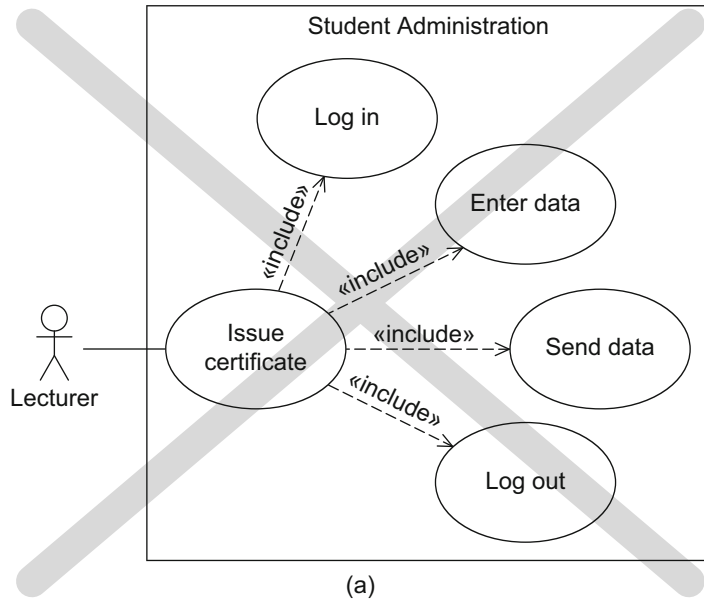 Student Administration
Log in
«include»
Enter data
«include»
Issue
certificate
«include»
Send data
Lecturer
«include»
Log out
(a)